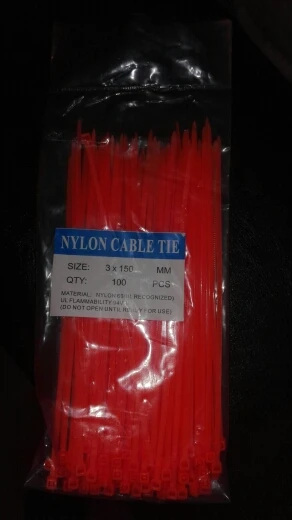 NYLON CABLE TIE
SIZE: 3 x 150 MM
QTY: 100 PCS
MATERIAL: NYLON
UL FLAMMABILITY
(DO NOT OPEN UNTIL READY FOR USE)